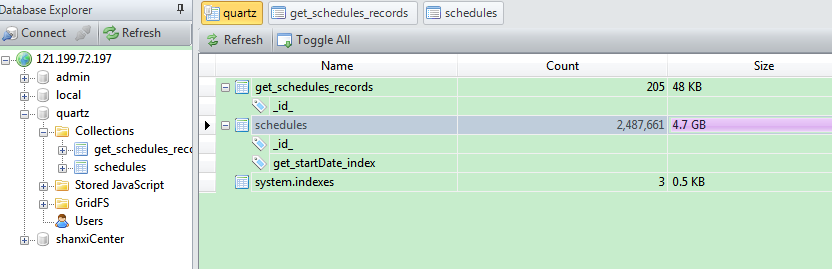 Database Explorer
Connect
Refresh
121.199.72.197
admin
local
quartz
Collections
get_schedules_reco
schedules
Stored JavaScript
GridFS
Users
shanxiCenter
quartz get_schedules_records schedules
Refresh Toggle All
Name Count Size
get_schedules_records 205 48 KB
_id_
schedules 2,487,661 4.7 GB
_id_
get_startDate_index
system.indexes 3 0.5 KB